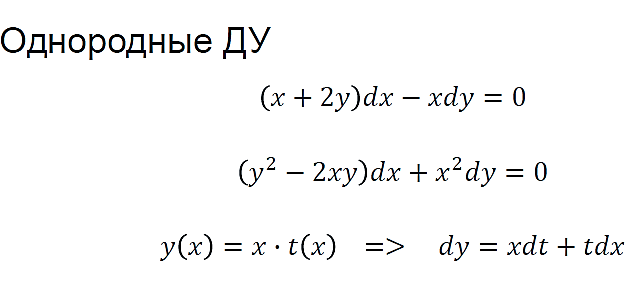 Однородные ДУ
(x + 2y)dx − xdy = 0
(y² − 2xy)dx + x²dy = 0
y(x) = x · t(x) => dy = xdt + tdx